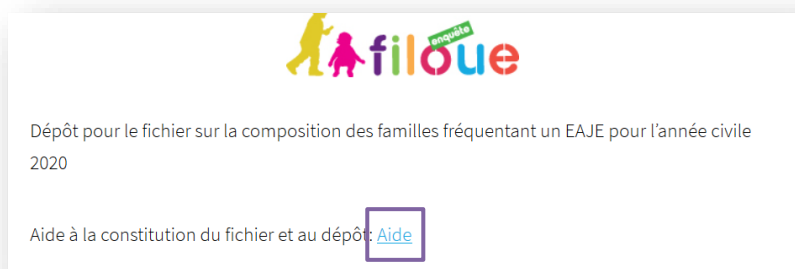 enquête
filoue
Dépôt pour le fichier sur la composition des familles fréquentant un EAJE pour l’année civile
2020
Aide à la constitution du fichier et au dépôt: Aide